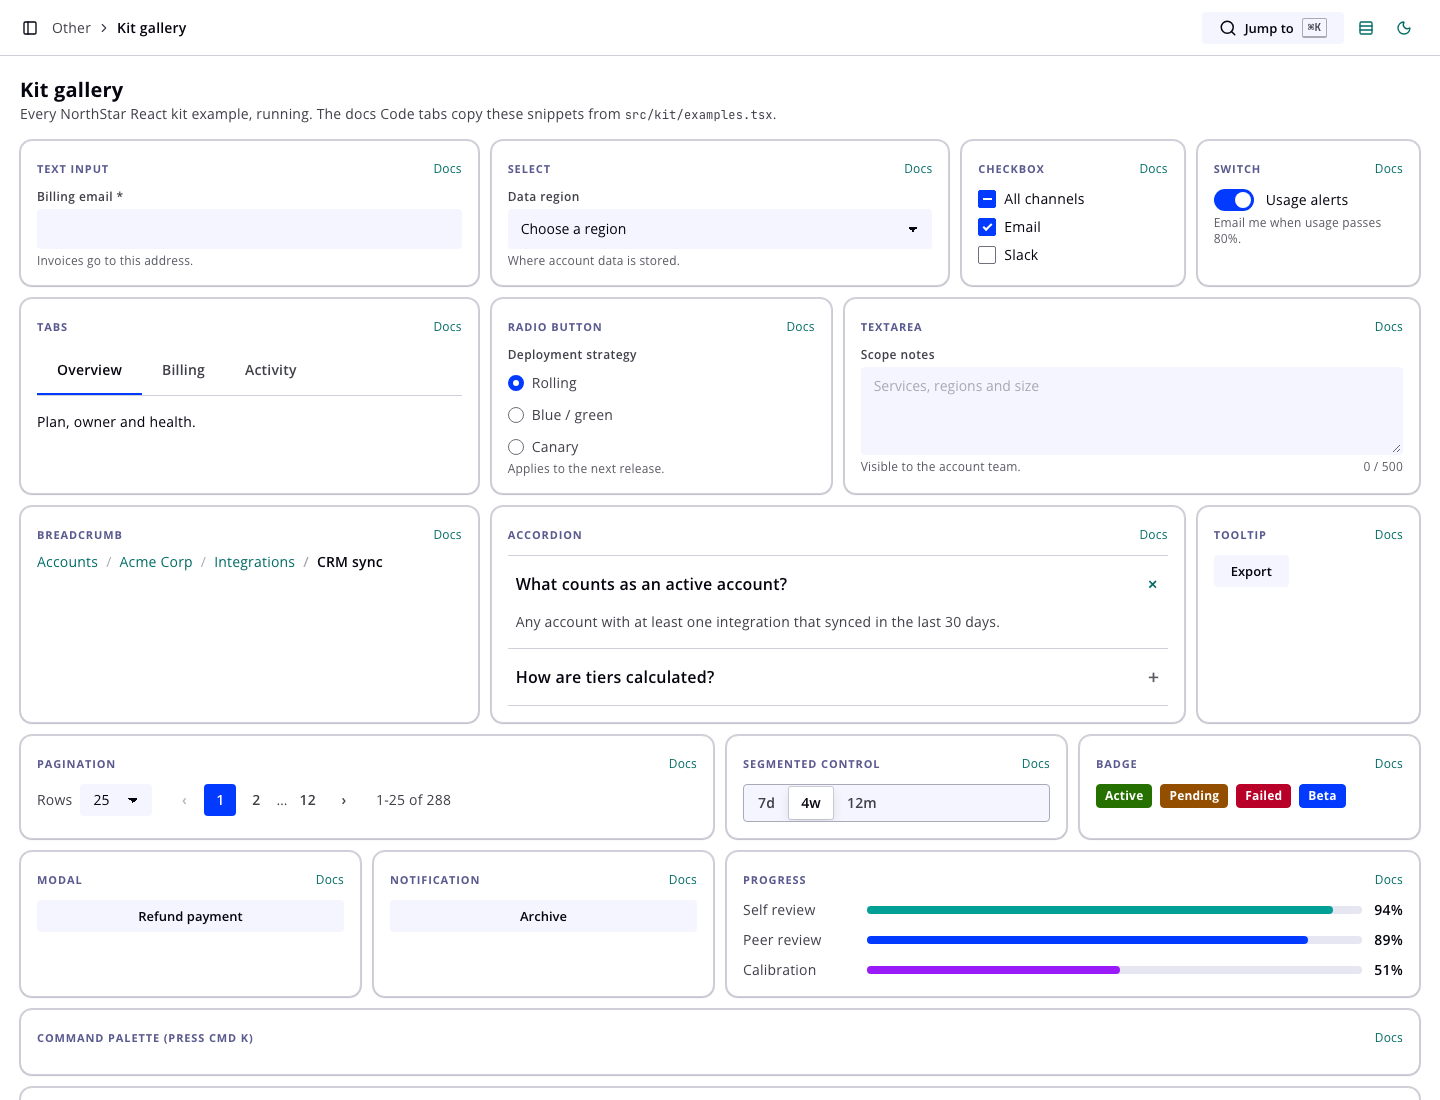 Other > Kit gallery
Jump to ⌘K
Kit gallery
Every NorthStar React kit example, running. The docs Code tabs copy these snippets from src/kit/examples.tsx.
TEXT INPUT Docs
Billing email *
Invoices go to this address.
SELECT Docs
Data region
Choose a region
Where account data is stored.
CHECKBOX Docs
All channels
Email
Slack
SWITCH Docs
Usage alerts
Email me when usage passes
80%.
TABS Docs
Overview Billing Activity
Plan, owner and health.
RADIO BUTTON Docs
Deployment strategy
Rolling
Blue / green
Canary
Applies to the next release.
TEXTAREA Docs
Scope notes
Services, regions and size
Visible to the account team. 0 / 500
BREADCRUMB Docs
Accounts / Acme Corp / Integrations / CRM sync
ACCORDION Docs
What counts as an active account? ×
Any account with at least one integration that synced in the last 30 days.
How are tiers calculated? +
TOOLTIP Docs
Export
PAGINATION Docs
Rows 25 ‹ 1 2 … 12 › 1-25 of 288
SEGMENTED CONTROL Docs
7d 4w 12m
BADGE Docs
Active Pending Failed Beta
MODAL Docs
Refund payment
NOTIFICATION Docs
Archive
PROGRESS Docs
Self review 94%
Peer review 89%
Calibration 51%
COMMAND PALETTE (PRESS CMD K) Docs